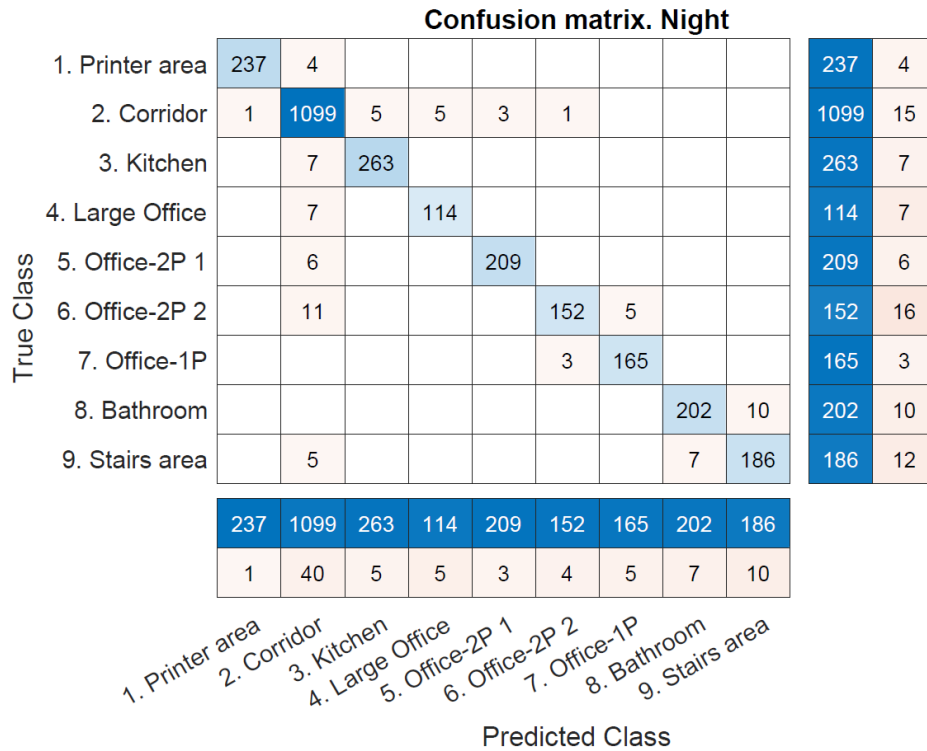 Confusion matrix. Night
True Class
1. Printer area 237 4 237 4
2. Corridor 1 1099 5 5 3 1 1099 15
3. Kitchen 7 263 263 7
4. Large Office 7 114 114 7
5. Office-2P 1 6 209 209 6
6. Office-2P 2 11 152 5 152 16
7. Office-1P 3 165 165 3
8. Bathroom 202 10 202 10
9. Stairs area 5 7 186 186 12
237 1099 263 114 209 152 165 202 186
1 40 5 5 3 4 5 7 10
1. Printer area
2. Corridor
3. Kitchen
4. Large Office
5. Office-2P 1
6. Office-2P 2
7. Office-1P
8. Bathroom
9. Stairs area
Predicted Class